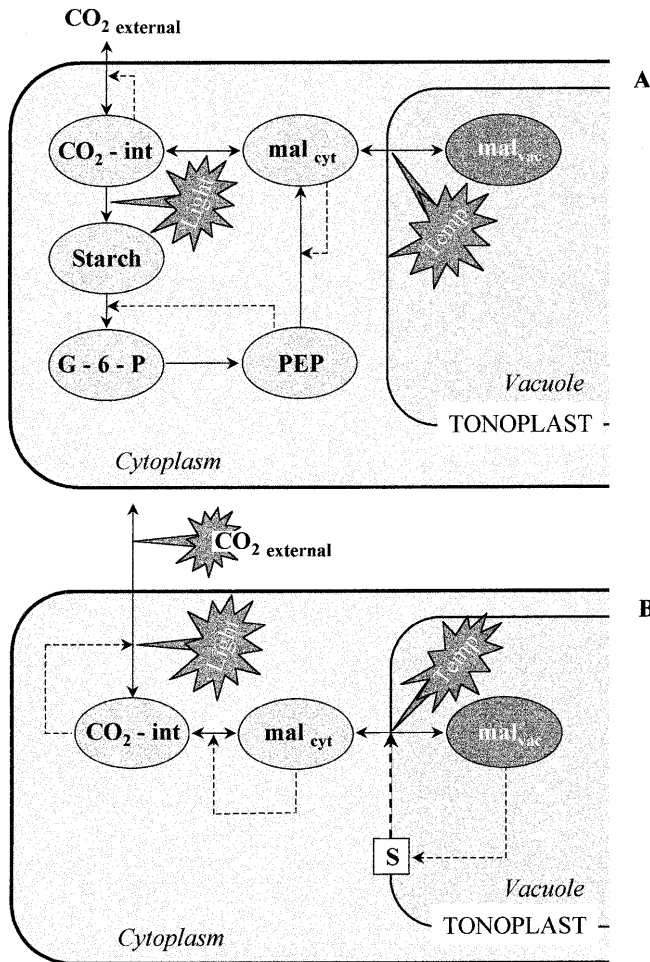 CO2 external
A
CO2 - int
mal cyt
mal vac
Light
Temp.
Starch
G - 6 - P
PEP
Vacuole
TONOPLAST
Cytoplasm
CO2 external
B
Light
Temp.
CO2 - int
mal cyt
mal vac
S
Vacuole
TONOPLAST
Cytoplasm